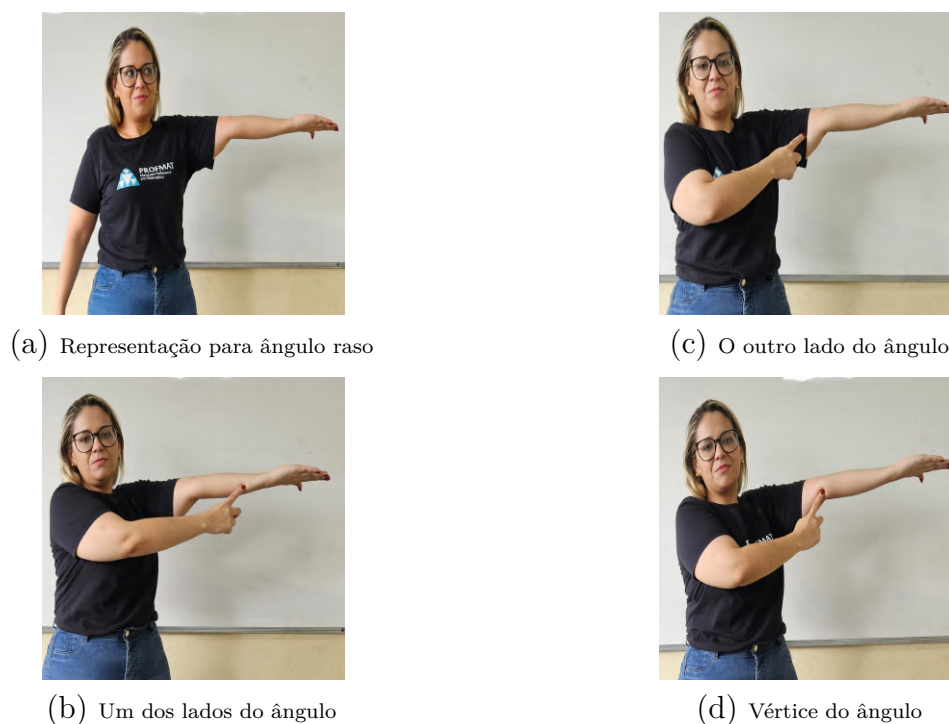 PROFMAT
(a) Representação para ângulo raso
(c) O outro lado do ângulo
(b) Um dos lados do ângulo
(d) Vértice do ângulo